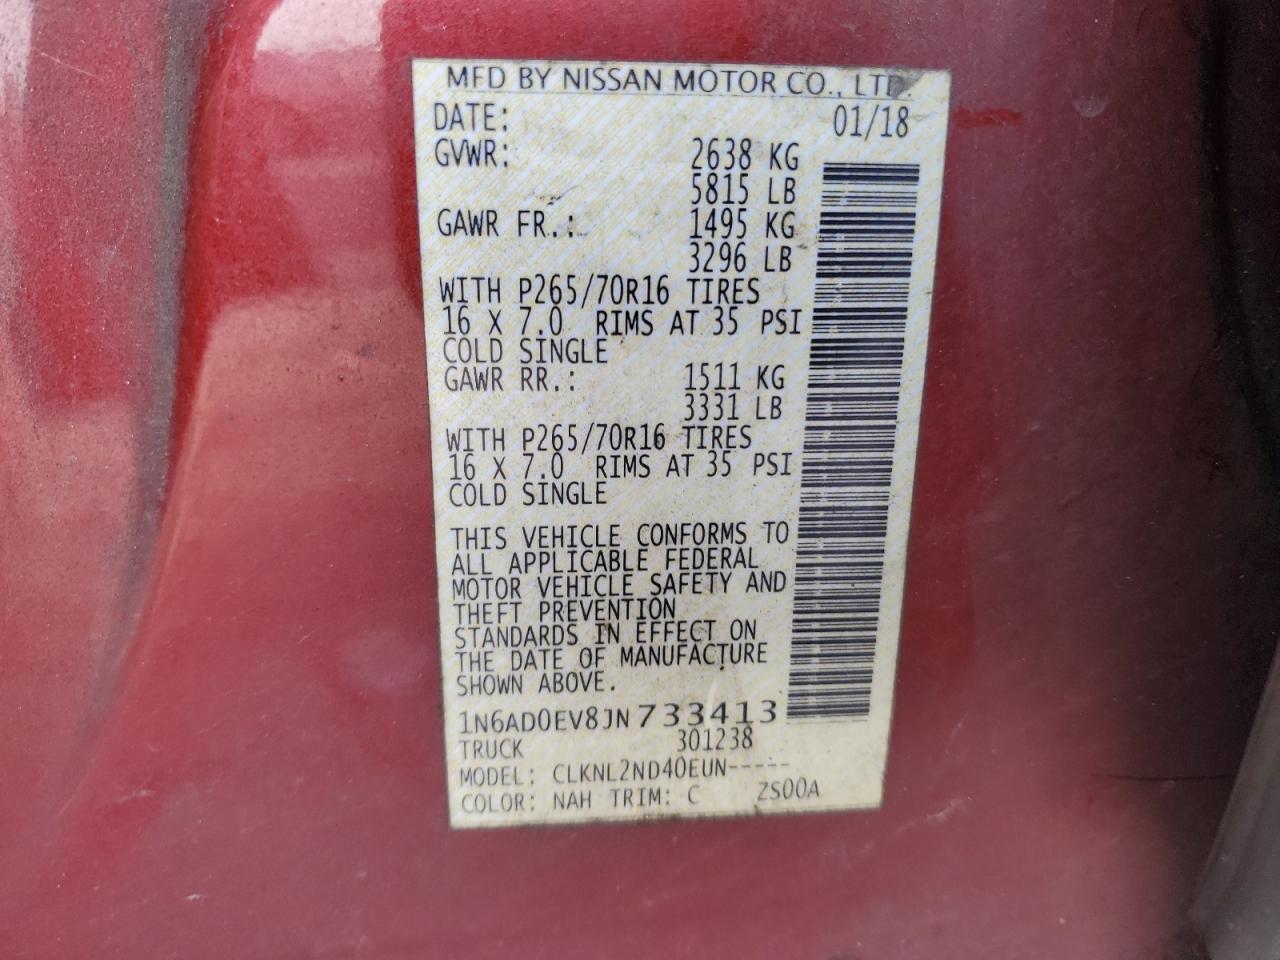 MFD BY NISSAN MOTOR CO., LTD.
DATE: 01/18
GVWR: 2638 KG
5815 LB
GAWR FR.: 1495 KG
3296 LB
WITH P265/70R16 TIRES
16 X 7.0 RIMS AT 35 PSI
COLD SINGLE
GAWR RR.: 1511 KG
3331 LB
WITH P265/70R16 TIRES
16 X 7.0 RIMS AT 35 PSI
COLD SINGLE
THIS VEHICLE CONFORMS TO
ALL APPLICABLE FEDERAL
MOTOR VEHICLE SAFETY AND
THEFT PREVENTION
STANDARDS IN EFFECT ON
THE DATE OF MANUFACTURE
SHOWN ABOVE.
1N6AD0EV8JN733413
TRUCK 301238
MODEL: CLKNL2ND40EUN-----
COLOR: NAH TRIM: C ZS00A